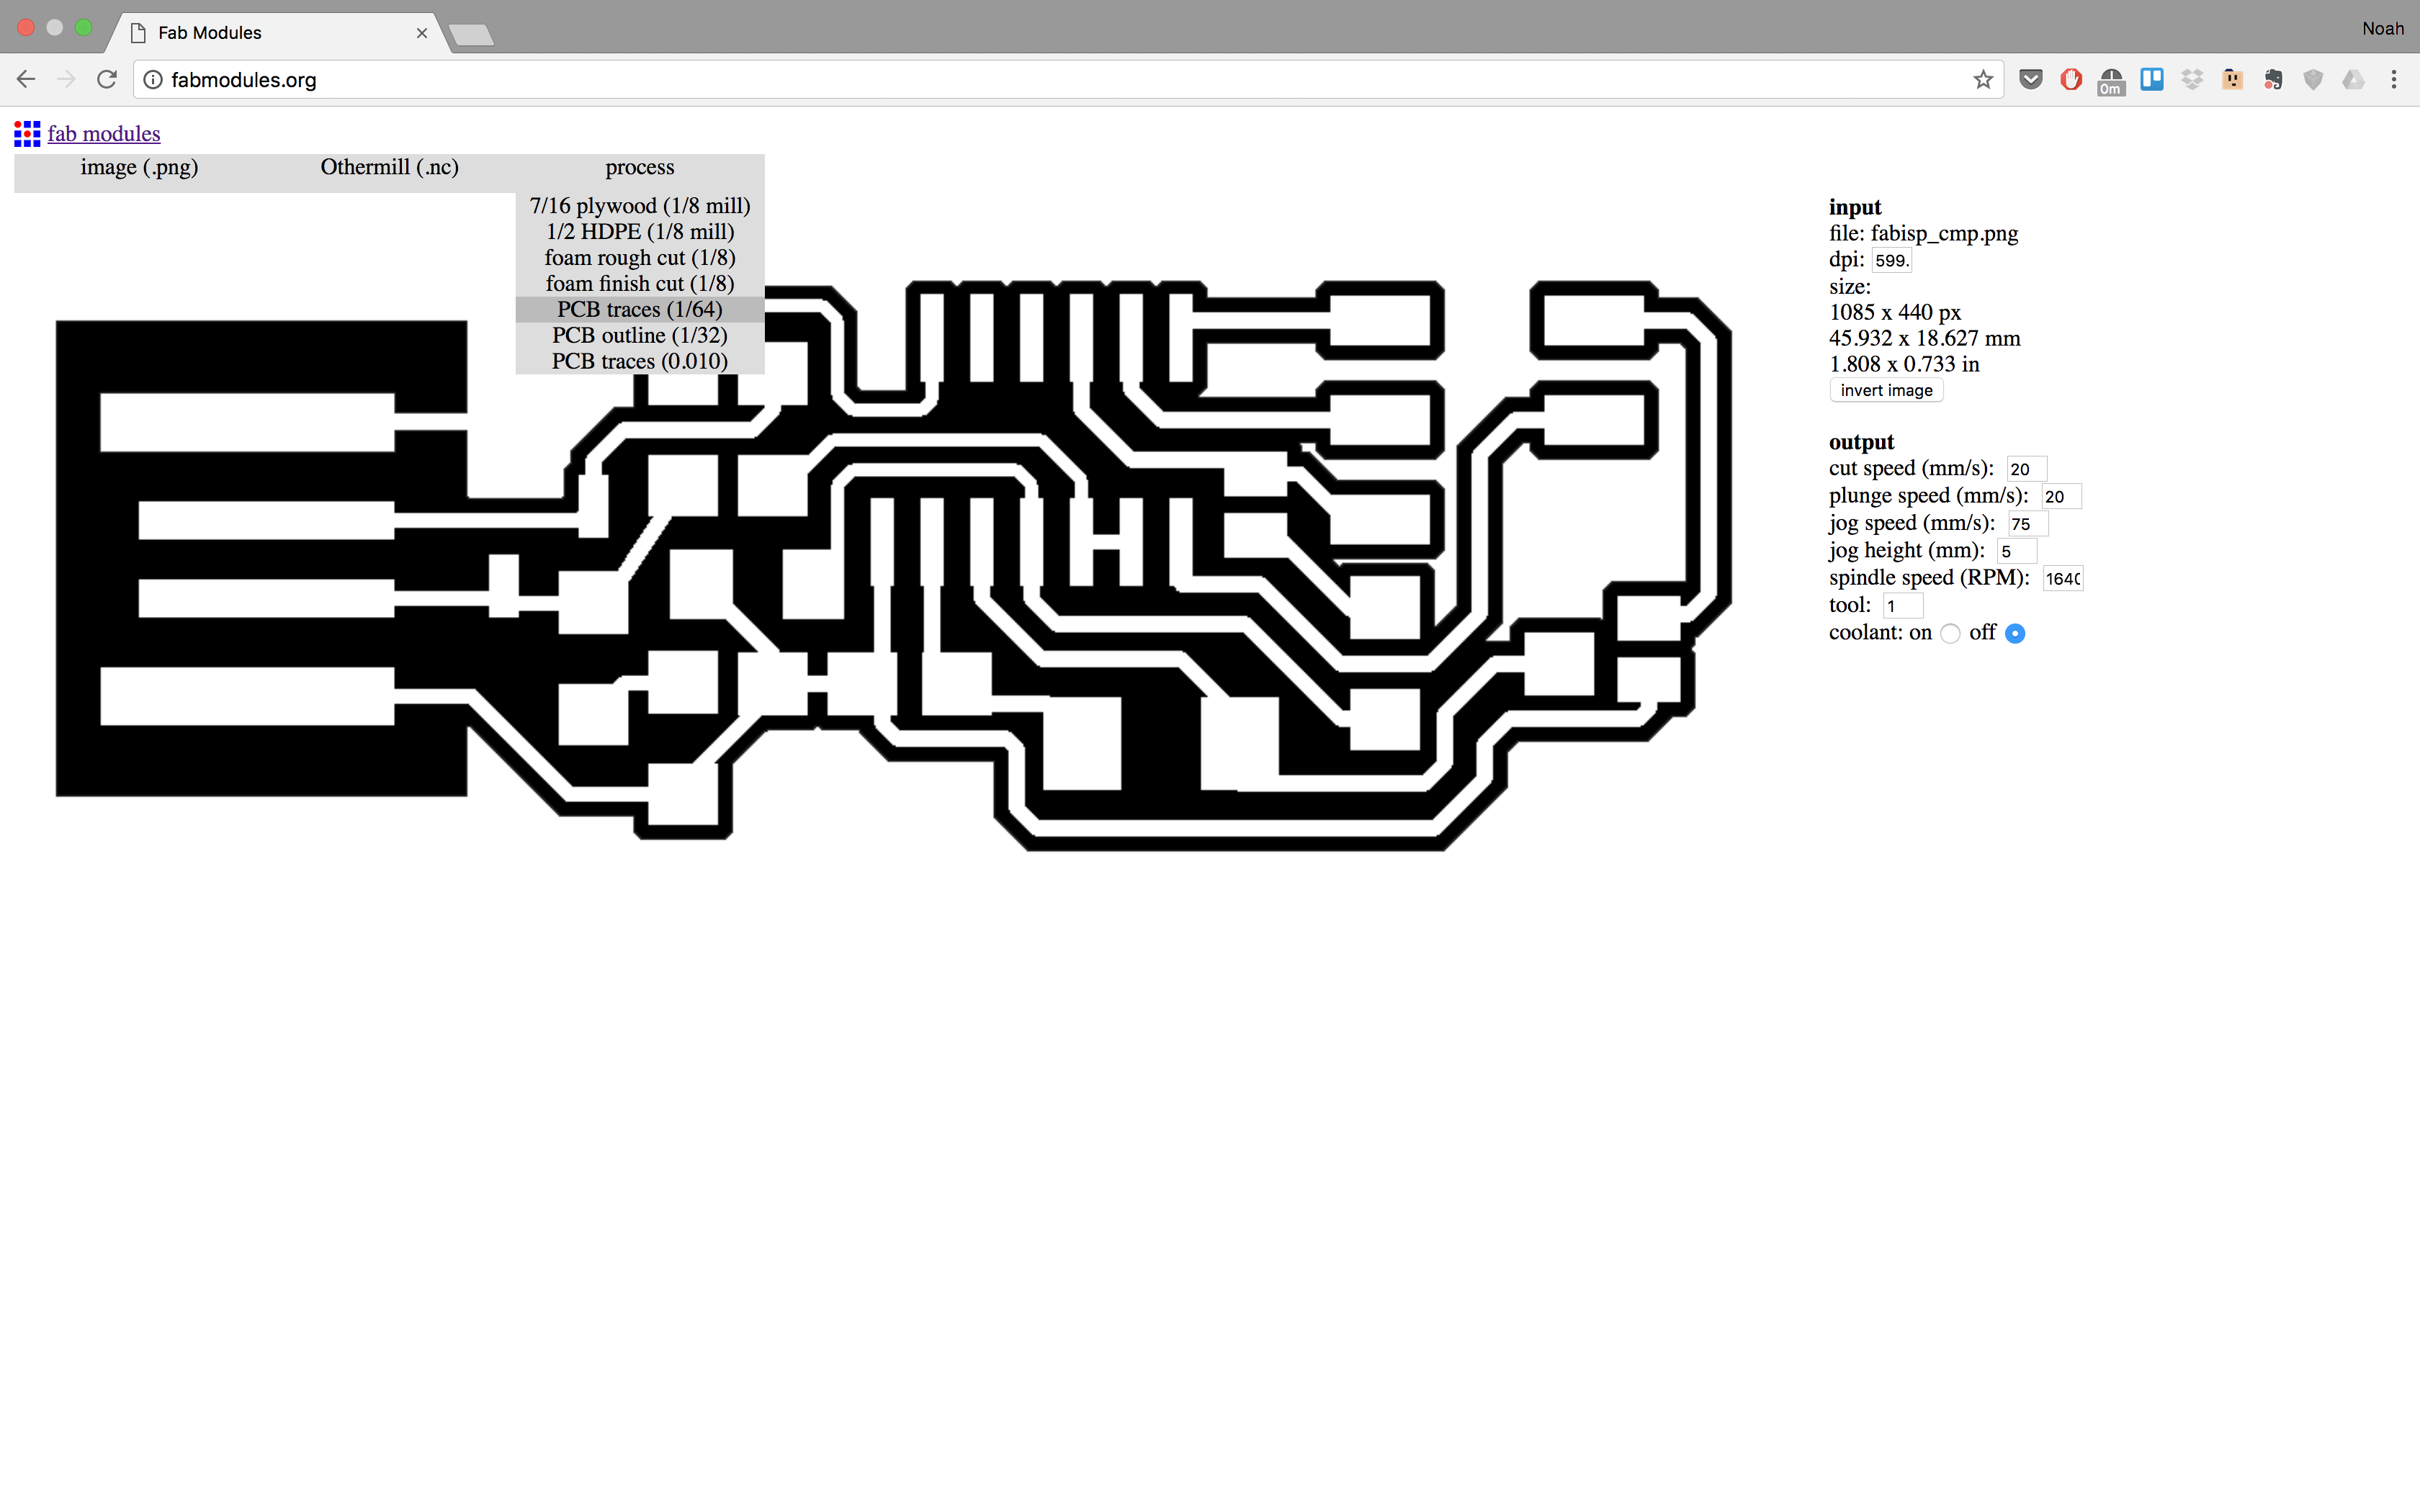 Fab Modules
Noah
fabmodules.org
0m
fab modules
image (.png) Othermill (.nc) process
7/16 plywood (1/8 mill)
1/2 HDPE (1/8 mill)
foam rough cut (1/8)
foam finish cut (1/8)
PCB traces (1/64)
PCB outline (1/32)
PCB traces (0.010)
input
file: fabisp_cmp.png
dpi: 599.
size:
1085 x 440 px
45.932 x 18.627 mm
1.808 x 0.733 in
invert image
output
cut speed (mm/s): 20
plunge speed (mm/s): 20
jog speed (mm/s): 75
jog height (mm): 5
spindle speed (RPM): 1640
tool: 1
coolant: on off